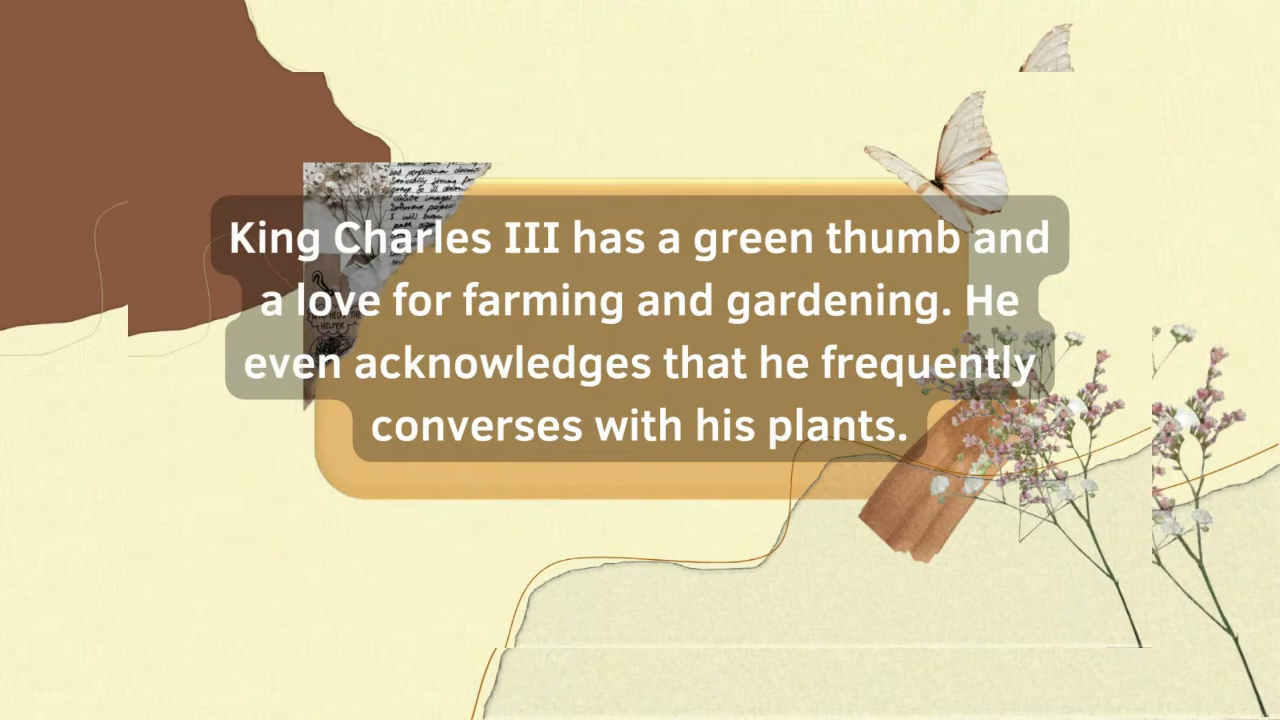 King Charles III has a green thumb and
a love for farming and gardening. He
even acknowledges that he frequently
converses with his plants.